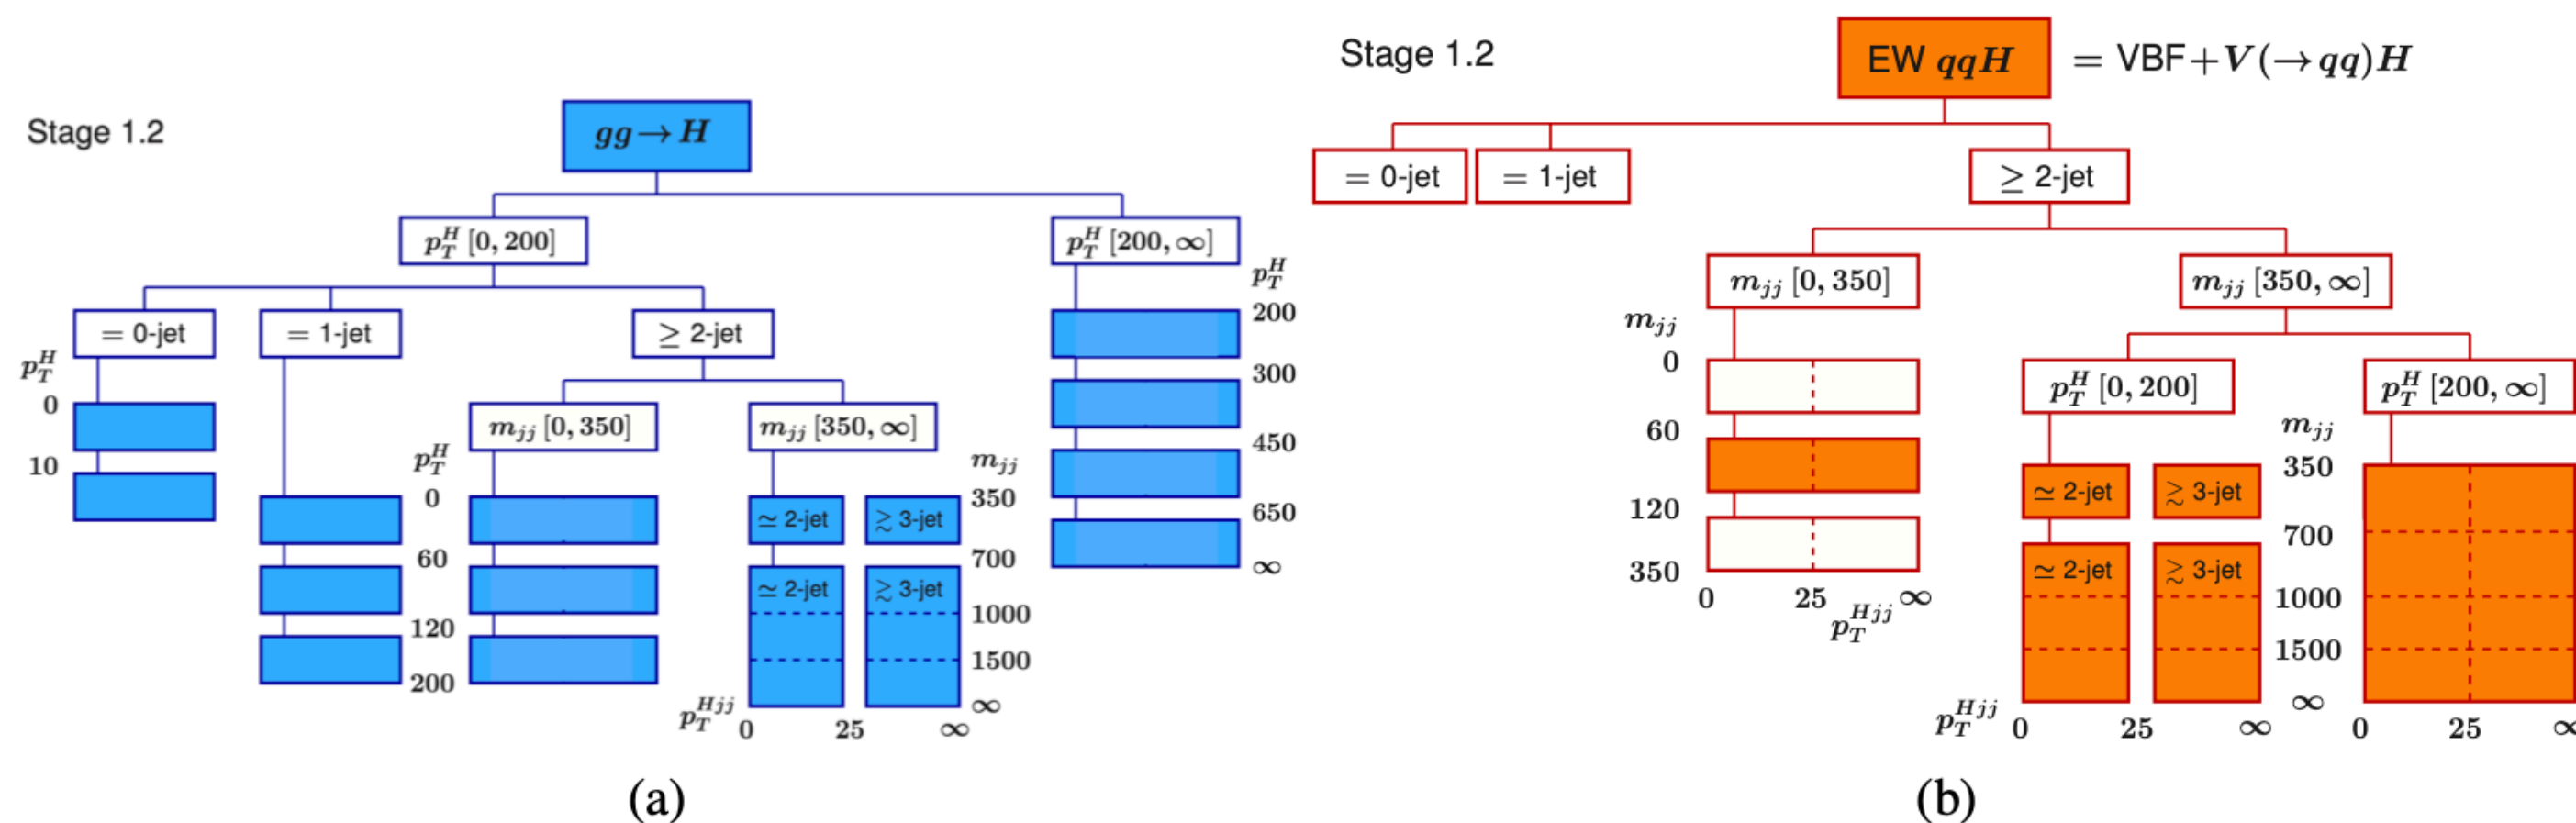 Stage 1.2
gg → H
p_T^H [0, 200]
p_T^H [200, ∞]
= 0-jet
= 1-jet
≥ 2-jet
p_T^H
0
10
m_jj [0, 350]
m_jj [350, ∞]
p_T^H
0
60
120
200
≃ 2-jet
≳ 3-jet
≃ 2-jet
≳ 3-jet
m_jj
350
700
1000
1500
∞
p_T^Hjj
0
25
∞
p_T^H
200
300
450
650
∞
(a)
Stage 1.2
EW qqH = VBF+V(→qq)H
= 0-jet
= 1-jet
≥ 2-jet
m_jj [0, 350]
m_jj [350, ∞]
m_jj
0
60
120
350
0
25
∞
p_T^Hjj
p_T^H [0, 200]
p_T^H [200, ∞]
≃ 2-jet
≳ 3-jet
≃ 2-jet
≳ 3-jet
m_jj
350
700
1000
1500
∞
p_T^Hjj
0
25
∞
0
25
∞
(b)